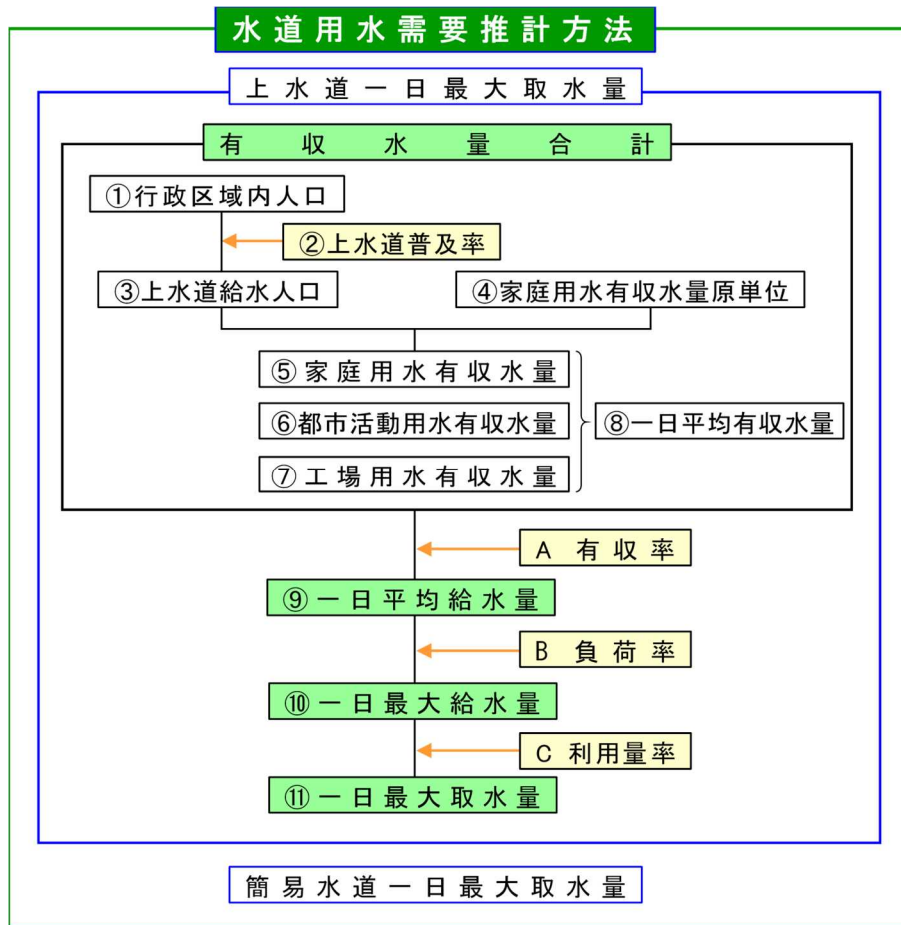 水道用水需要推計方法
上水道一日最大取水量
有収水量合計
①行政区域内人口
②上水道普及率
③上水道給水人口
④家庭用水有収水量原単位
⑤家庭用水有収水量
⑥都市活動用水有収水量
⑧一日平均有収水量
⑦工場用水有収水量
A 有収率
⑨一日平均給水量
B 負荷率
⑩一日最大給水量
C 利用量率
⑪一日最大取水量
簡易水道一日最大取水量